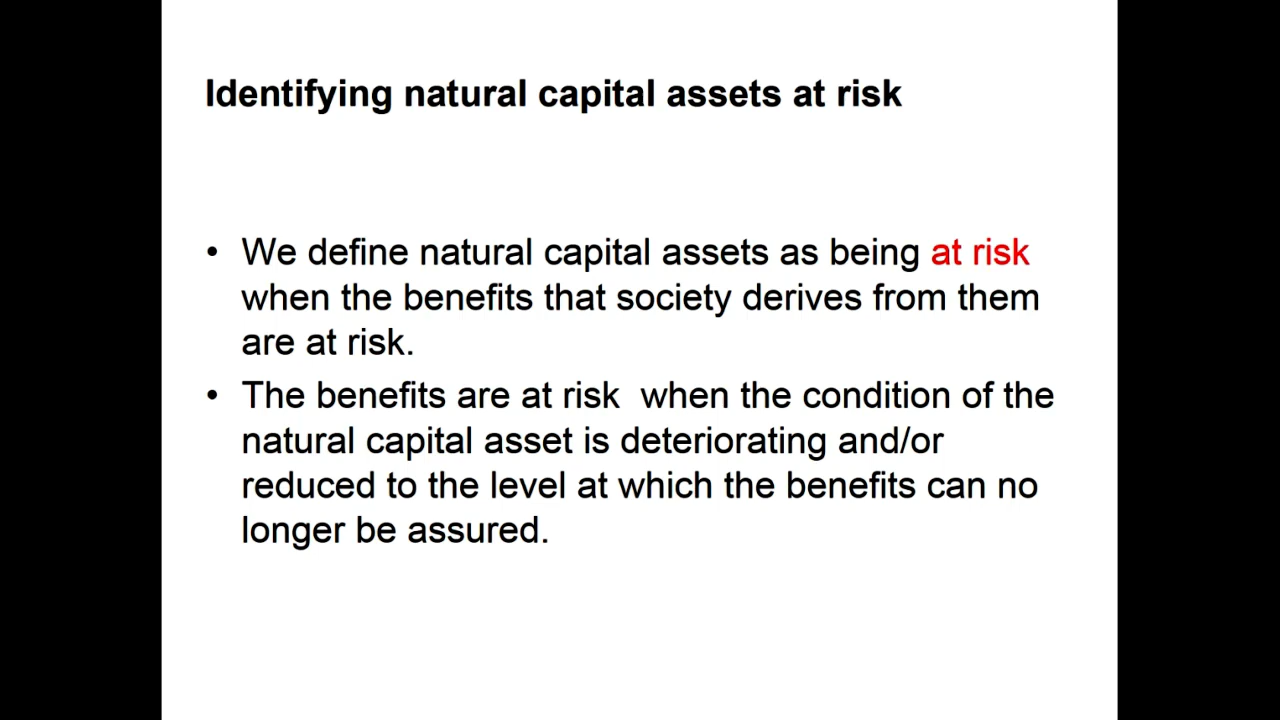 Identifying natural capital assets at risk
• We define natural capital assets as being at risk
when the benefits that society derives from them
are at risk.
• The benefits are at risk  when the condition of the
natural capital asset is deteriorating and/or
reduced to the level at which the benefits can no
longer be assured.